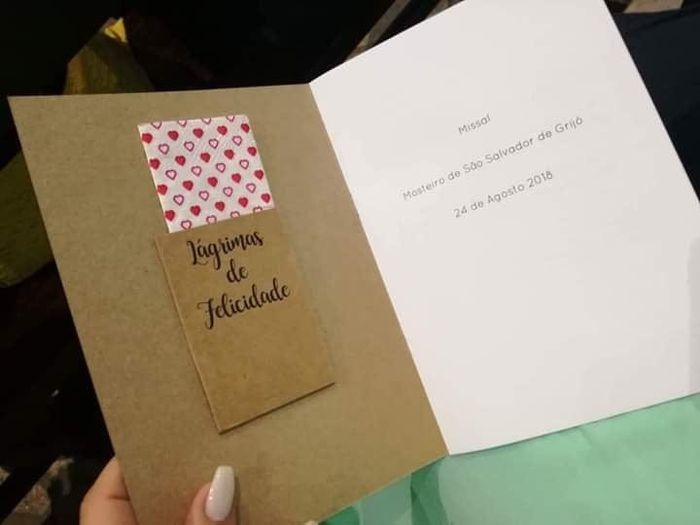 Lágrimas
de
Felicidade
Missal
Mosteiro de São Salvador de Grijó
24 de Agosto 2018